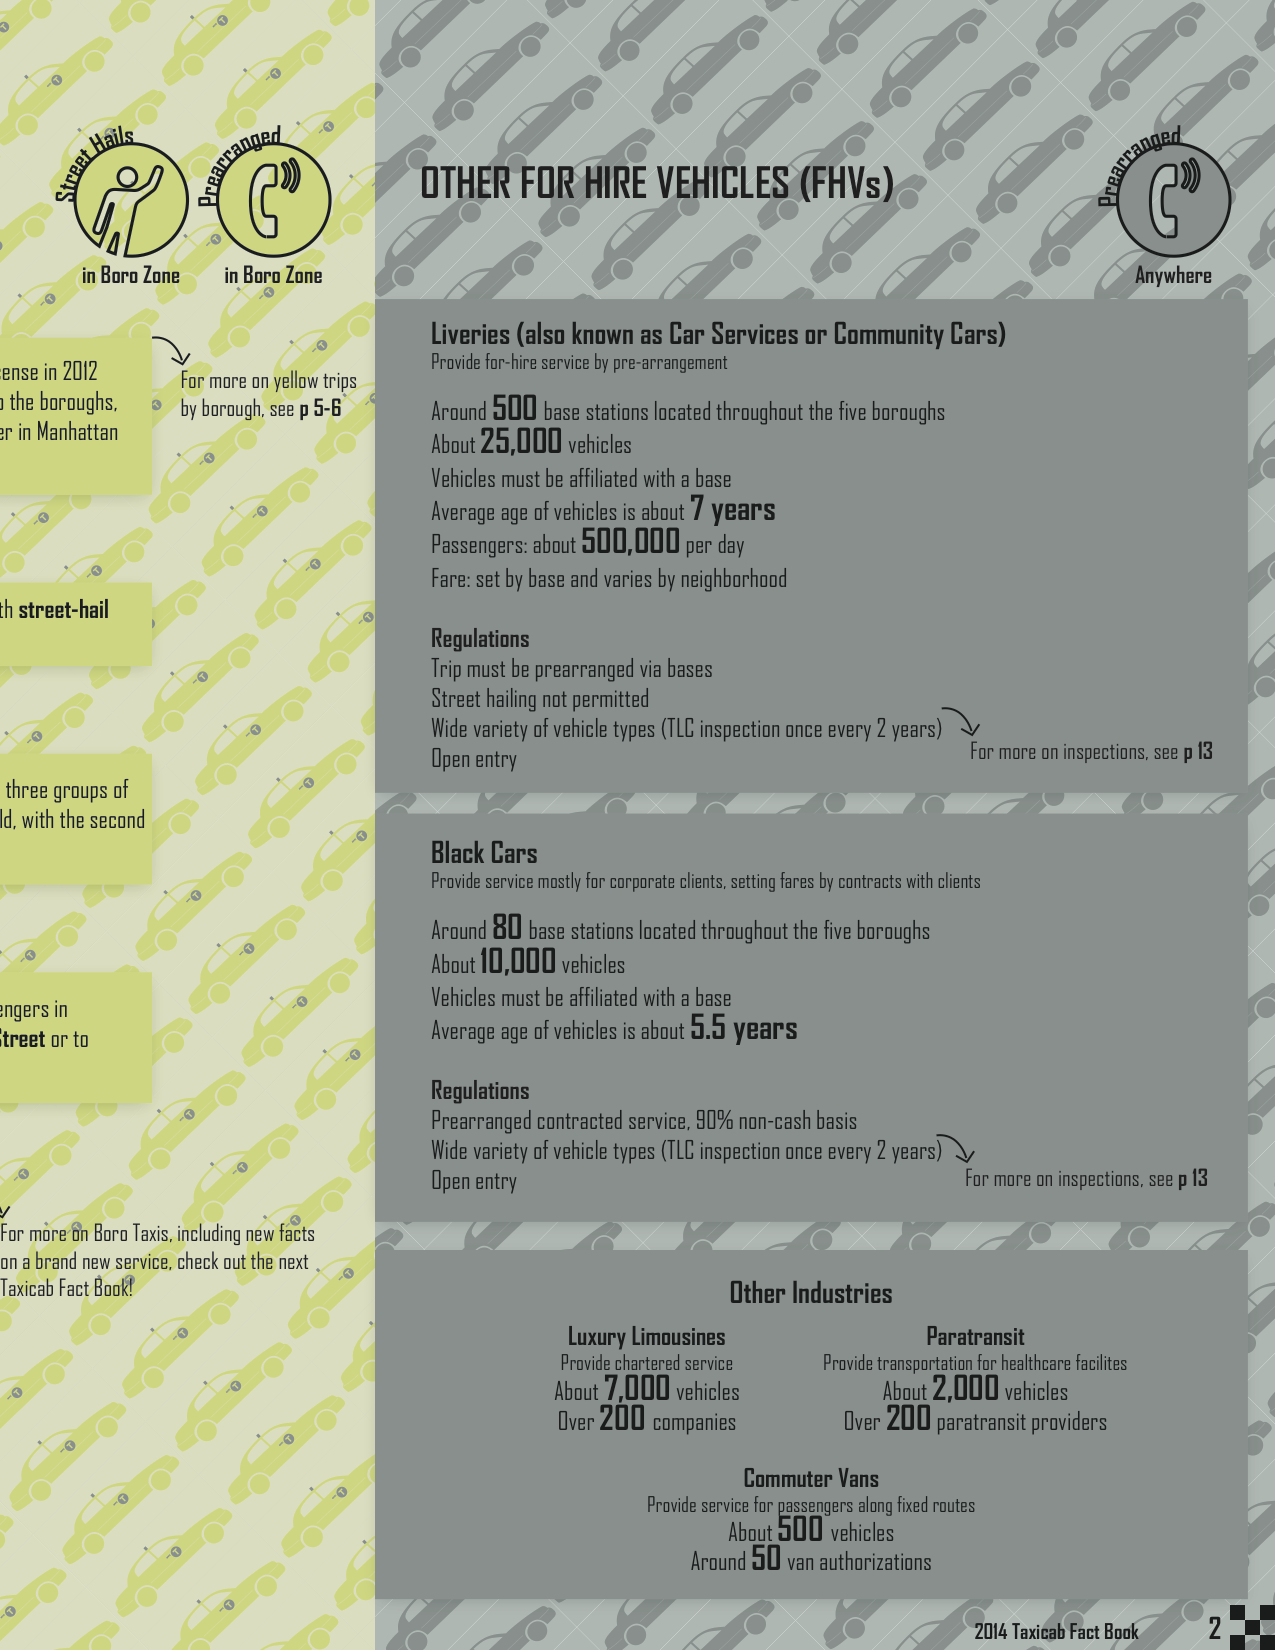 Street Hails
in Boro Zone
Prearranged
in Boro Zone
cense in 2012
o the boroughs,
er in Manhattan
For more on yellow trips
by borough, see p 5-6
th street-hail
three groups of
ld, with the second
engers in
Street or to
For more on Boro Taxis, including new facts
on a brand new service, check out the next
Taxicab Fact Book!
OTHER FOR HIRE VEHICLES (FHVs)
Prearranged
Anywhere
Liveries (also known as Car Services or Community Cars)
Provide for-hire service by pre-arrangement
Around 500 base stations located throughout the five boroughs
About 25,000 vehicles
Vehicles must be affiliated with a base
Average age of vehicles is about 7 years
Passengers: about 500,000 per day
Fare: set by base and varies by neighborhood
Regulations
Trip must be prearranged via bases
Street hailing not permitted
Wide variety of vehicle types (TLC inspection once every 2 years)
Open entry
For more on inspections, see p 13
Black Cars
Provide service mostly for corporate clients, setting fares by contracts with clients
Around 80 base stations located throughout the five boroughs
About 10,000 vehicles
Vehicles must be affiliated with a base
Average age of vehicles is about 5.5 years
Regulations
Prearranged contracted service, 90% non-cash basis
Wide variety of vehicle types (TLC inspection once every 2 years)
Open entry
For more on inspections, see p 13
Other Industries
Luxury Limousines
Provide chartered service
About 7,000 vehicles
Over 200 companies
Paratransit
Provide transportation for healthcare facilites
About 2,000 vehicles
Over 200 paratransit providers
Commuter Vans
Provide service for passengers along fixed routes
About 500 vehicles
Around 50 van authorizations
2014 Taxicab Fact Book 2